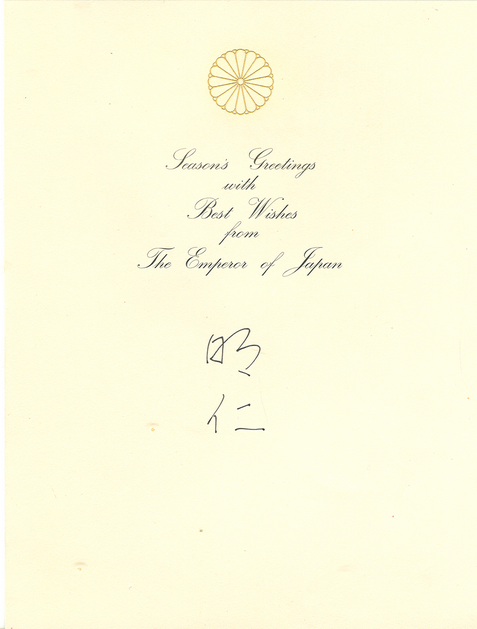 Season's Greetings
with
Best Wishes
from
The Emperor of Japan
明
仁